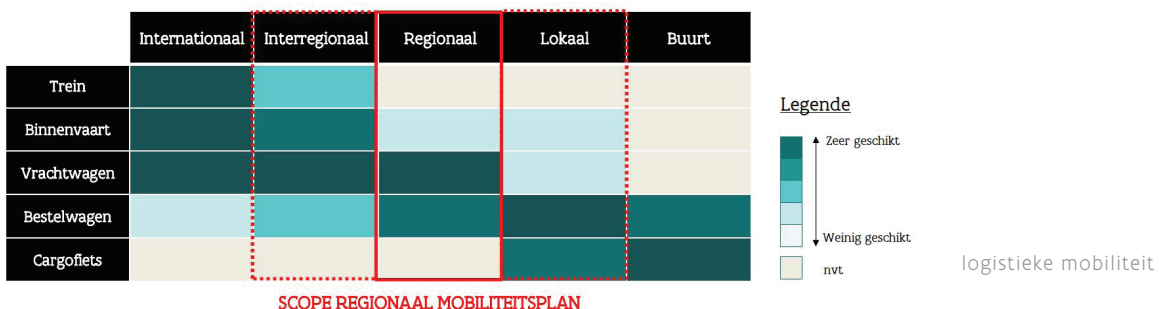 Internationaal Interregionaal Regionaal Lokaal Buurt
Trein
Binnenvaart
Vrachtwagen
Bestelwagen
Cargofiets
SCOPE REGIONAAL MOBILITEITSPLAN
Legende
Zeer geschikt
Weinig geschikt
nvt
logistieke mobiliteit